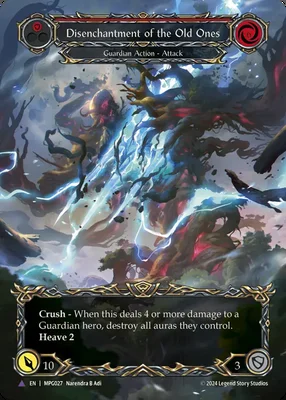 Disenchantment of the Old Ones
Guardian Action - Attack
Crush - When this deals 4 or more damage to a
Guardian hero, destroy all auras they control.
Heave 2
10
3
EN | MPG027 Narendra B Adi
© 2024 Legend Story Studios